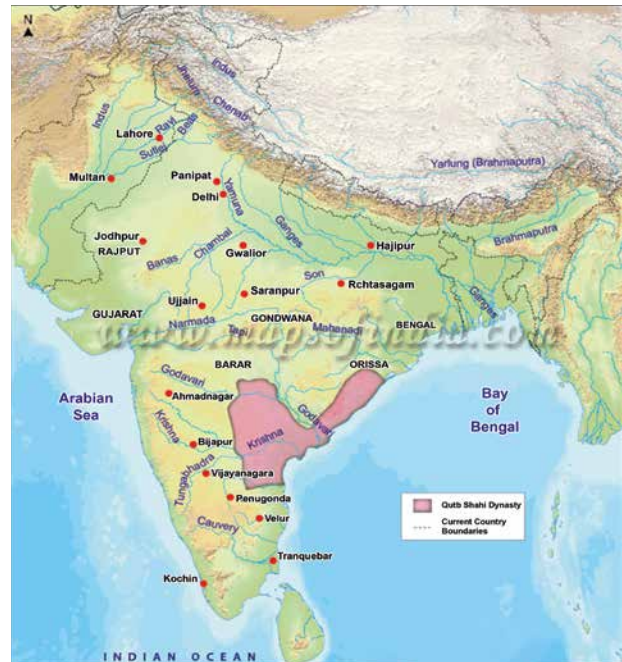 N
Indus
Jhelum
Indus
Chenab
Lahore
Ravi
Beas
Sutlej
Multan
Panipat
Delhi
Yamuna
Yarlung (Brahmaputra)
Ganges
Brahmaputra
Jodhpur
RAJPUT
Banas
Chambal
Gwalior
Hajipur
Son
Rchtasagam
Ganges
Ujjain
Saranpur
GUJARAT
Narmada
Tapi
GONDWANA
Mahanadi
BENGAL
www.mapsofindia.com
BARAR
ORISSA
Arabian
Sea
Godavari
Ahmadnagar
Godavari
Bay
of
Bengal
Krishna
Krishna
Bijapur
Tungabhadra
Vijayanagara
Penugonda
Velur
Cauvery
Tranquebar
Kochin
Qutb Shahi Dynasty
Current Country
Boundaries
INDIAN OCEAN